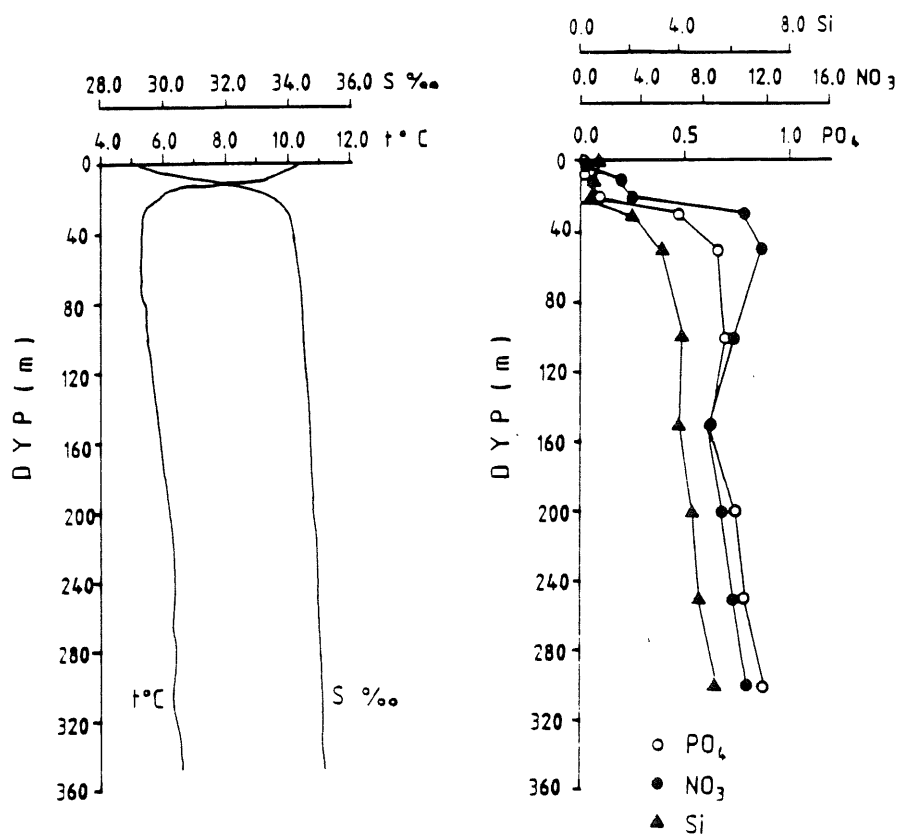 28.0 30.0 32.0 34.0 36.0 S ‰
4.0 6.0 8.0 10.0 12.0 t°C
0
40
80
120
160
200
240
280
320
360
DYP (m)
t°C
S ‰
0.0 4.0 8.0 Si
0.0 4.0 8.0 12.0 16.0 NO₃
0.0 0.5 1.0 PO₄
0
40
80
120
160
200
240
280
320
360
DYP (m)
PO₄
NO₃
Si